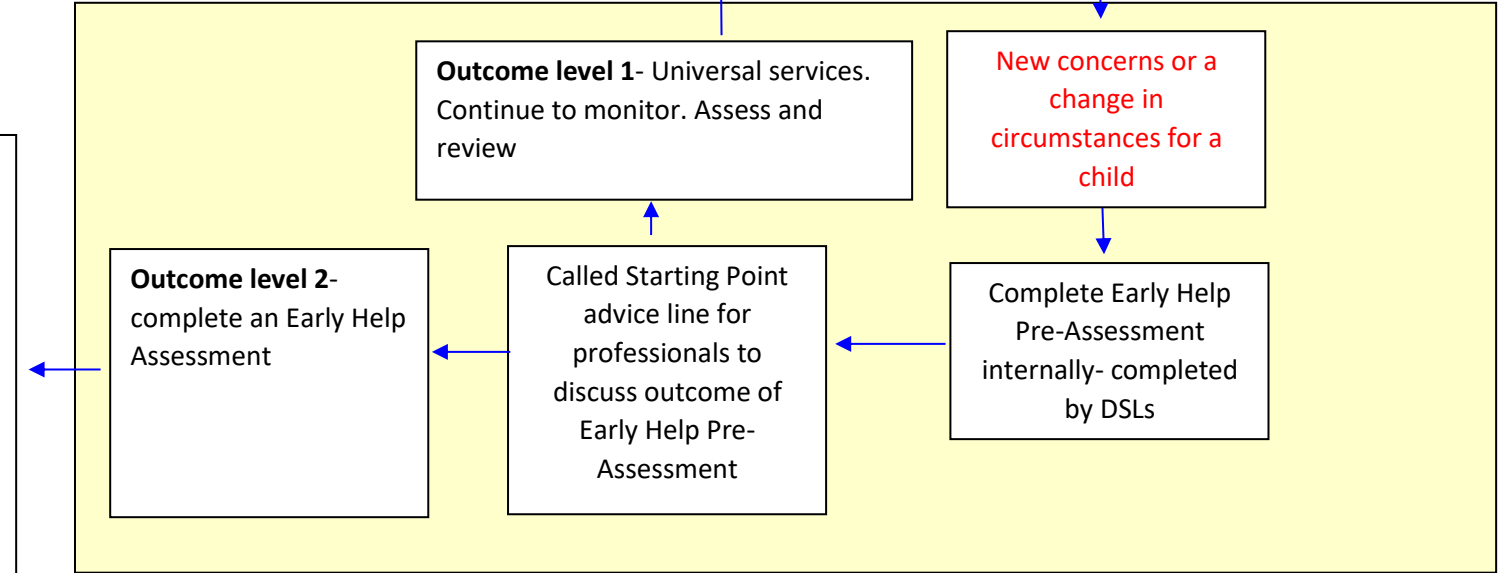 Outcome level 1- Universal services.
Continue to monitor. Assess and
review
New concerns or a
change in
circumstances for a
child
Outcome level 2-
complete an Early Help
Assessment
Called Starting Point
advice line for
professionals to
discuss outcome of
Early Help Pre-
Assessment
Complete Early Help
Pre-Assessment
internally- completed
by DSLs